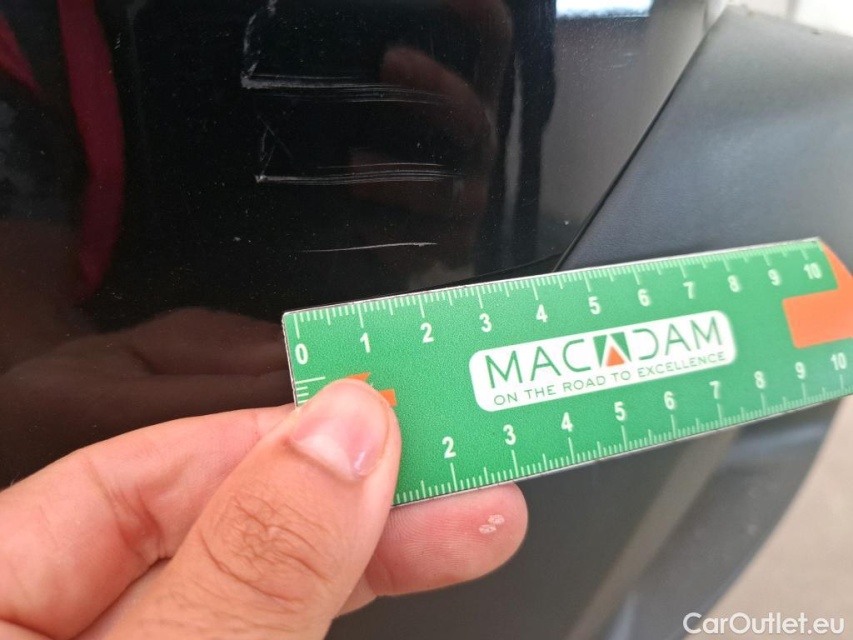 0 1 2 3 4 5 6 7 8 9 10
MACADAM
ON THE ROAD TO EXCELLENCE
2 3 4 5 6 7 8 9 10
CarOutlet.eu